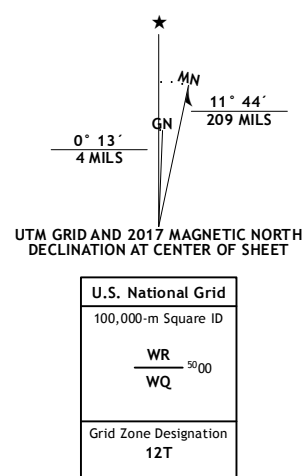 MN
11° 44´
209 MILS
GN
0° 13´
4 MILS
UTM GRID AND 2017 MAGNETIC NORTH
DECLINATION AT CENTER OF SHEET
U.S. National Grid
100,000-m Square ID
WR
5000
WQ
Grid Zone Designation
12T